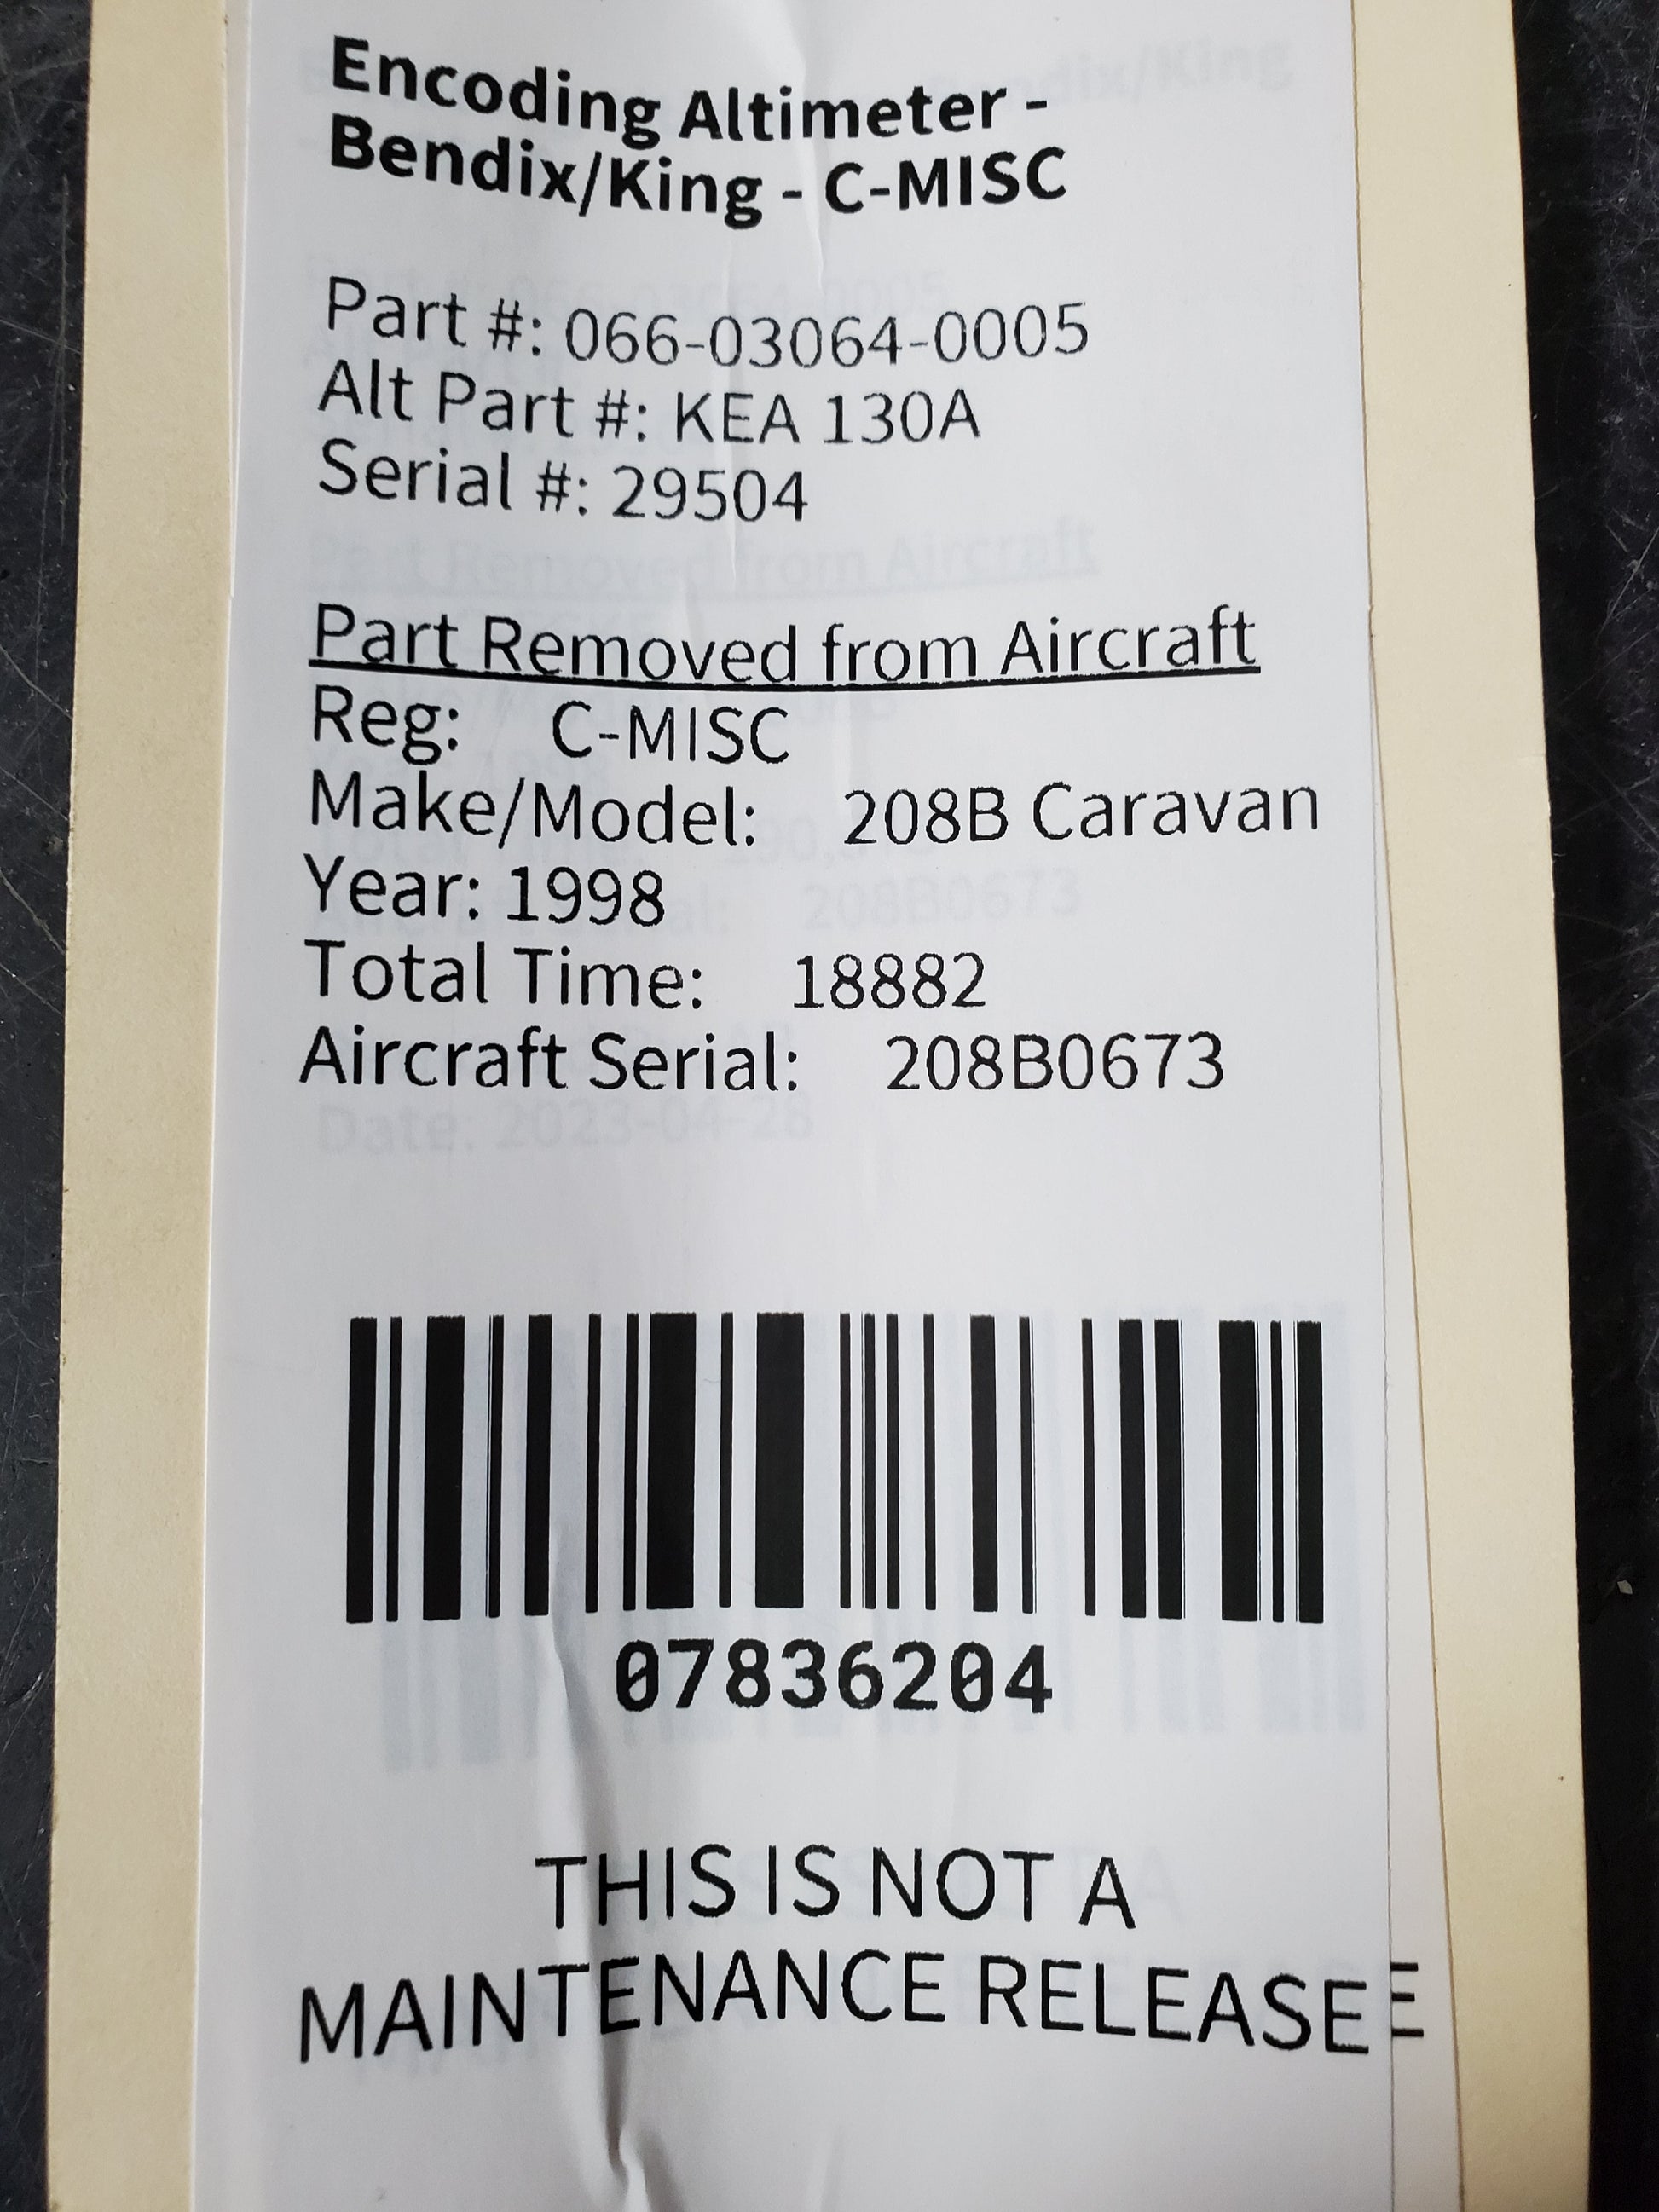 Encoding Altimeter -
Bendix/King - C-MISC
Part #: 066-03064-0005
Alt Part #: KEA 130A
Serial #: 29504
Part Removed from Aircraft
Reg: C-MISC
Make/Model: 208B Caravan
Year: 1998
Total Time: 18882
Aircraft Serial: 208B0673
07836204
THIS IS NOT A
MAINTENANCE RELEASE